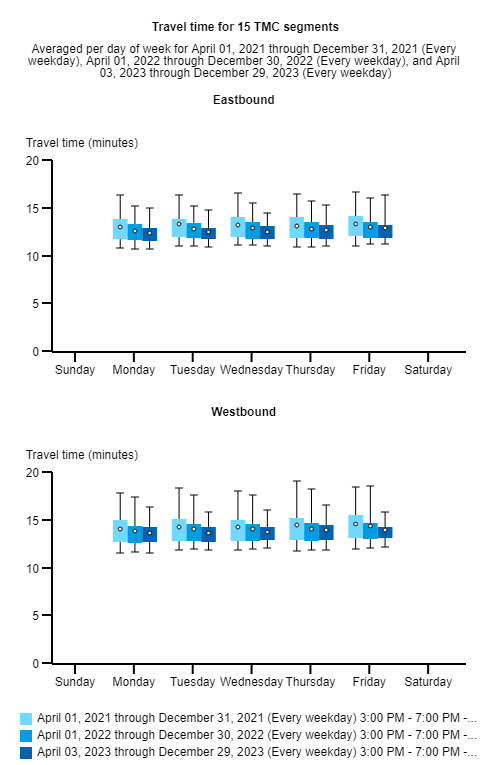 Travel time for 15 TMC segments
Averaged per day of week for April 01, 2021 through December 31, 2021 (Every
weekday), April 01, 2022 through December 30, 2022 (Every weekday), and April
03, 2023 through December 29, 2023 (Every weekday)
Eastbound
Travel time (minutes)
20
15
10
5
0
Sunday Monday Tuesday Wednesday Thursday Friday Saturday
Westbound
Travel time (minutes)
20
15
10
5
0
Sunday Monday Tuesday Wednesday Thursday Friday Saturday
April 01, 2021 through December 31, 2021 (Every weekday) 3:00 PM - 7:00 PM -...
April 01, 2022 through December 30, 2022 (Every weekday) 3:00 PM - 7:00 PM -...
April 03, 2023 through December 29, 2023 (Every weekday) 3:00 PM - 7:00 PM -...